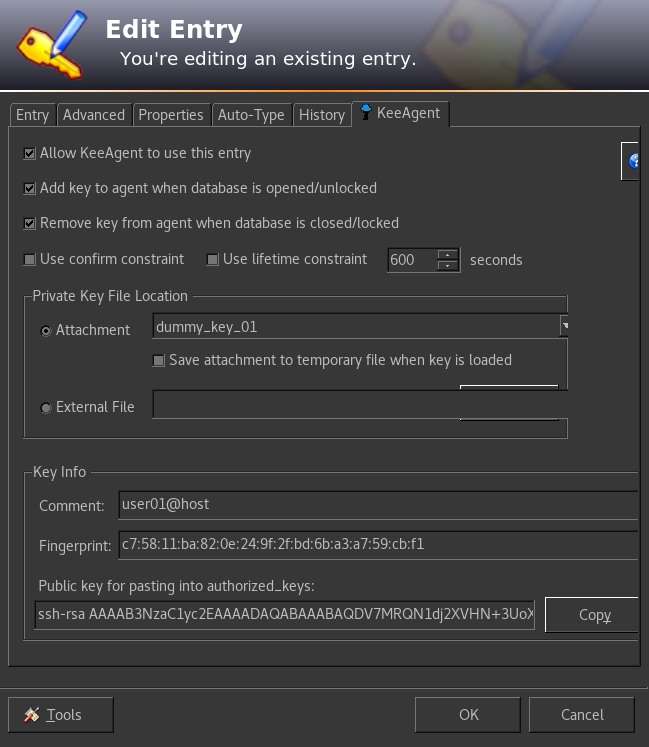 Edit Entry
You're editing an existing entry.
Entry Advanced Properties Auto-Type History KeeAgent
Allow KeeAgent to use this entry
Add key to agent when database is opened/unlocked
Remove key from agent when database is closed/locked
Use confirm constraint Use lifetime constraint 600 seconds
Private Key File Location
Attachment dummy_key_01
Save attachment to temporary file when key is loaded
External File
Key Info
Comment: user01@host
Fingerprint: c7:58:11:ba:82:0e:24:9f:2f:bd:6b:a3:a7:59:cb:f1
Public key for pasting into authorized_keys:
ssh-rsa AAAAB3NzaC1yc2EAAAADAQABAAABAQDV7MRQN1dj2XVHN+3UoX Copy
Tools OK Cancel